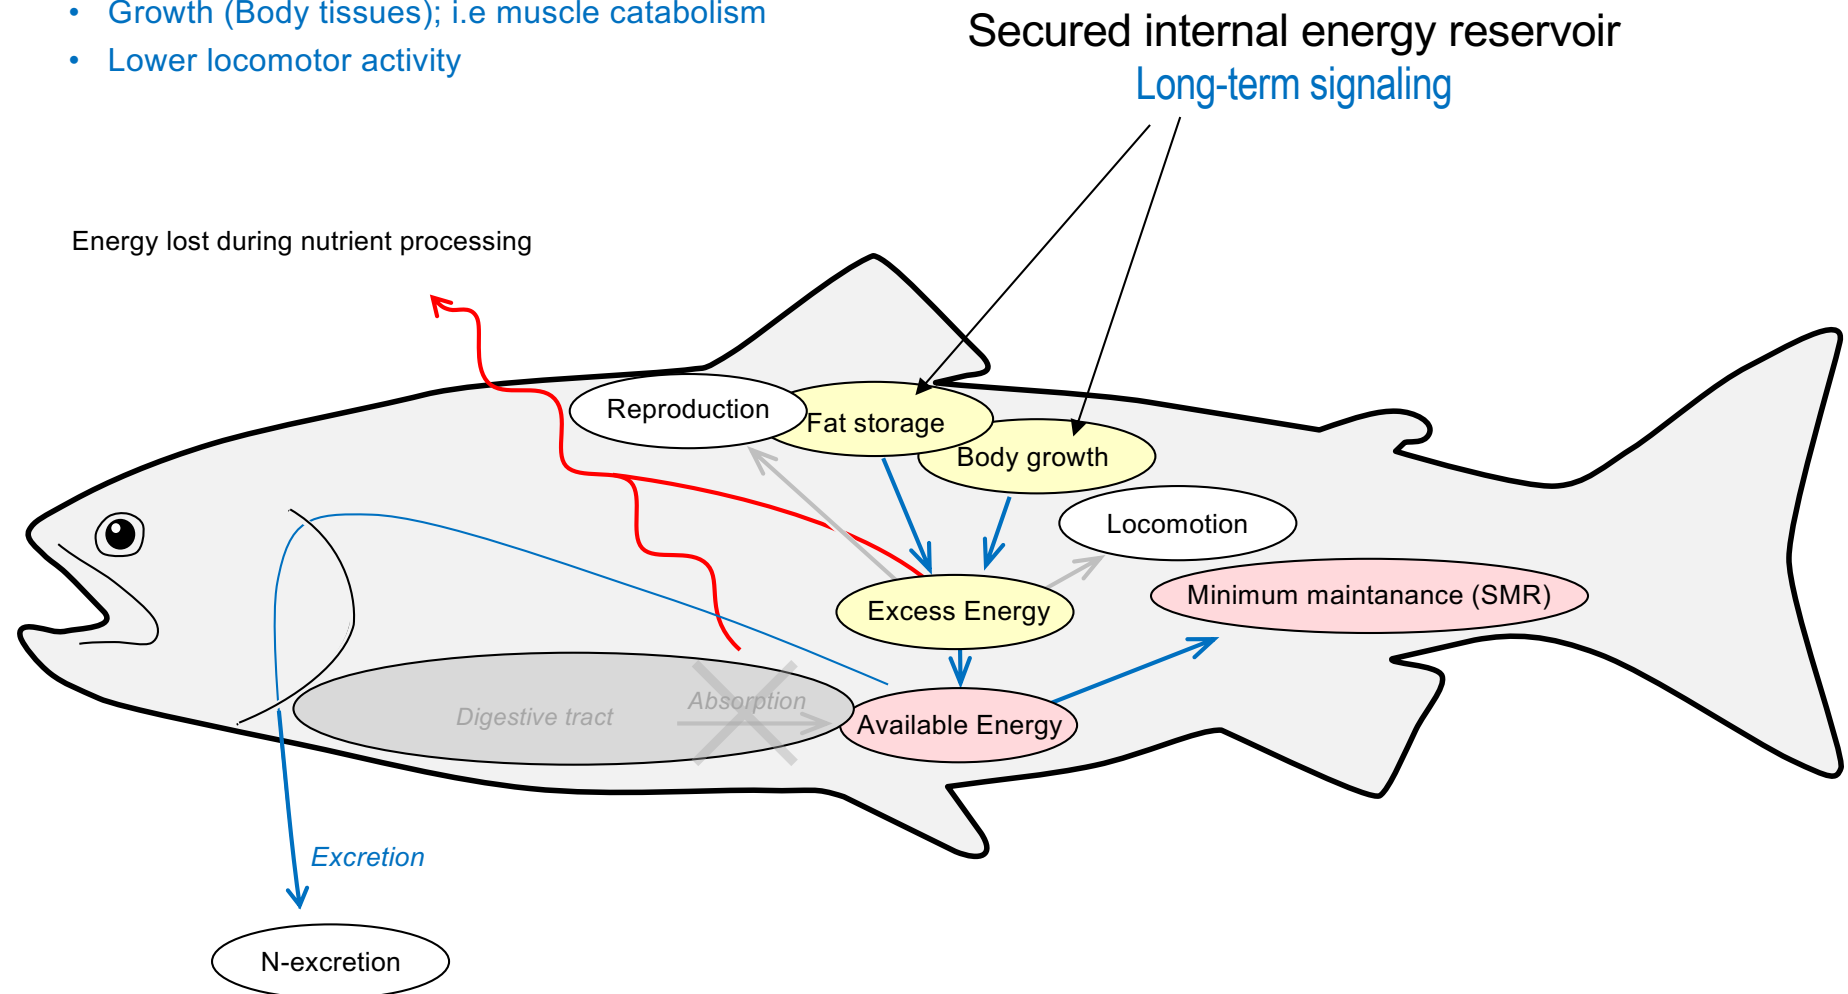 • Growth (Body tissues); i.e muscle catabolism
• Lower locomotor activity
Secured internal energy reservoir
Long-term signaling
Energy lost during nutrient processing
Reproduction
Fat storage
Body growth
Locomotion
Minimum maintanance (SMR)
Excess Energy
Absorption
Digestive tract
Available Energy
Excretion
N-excretion